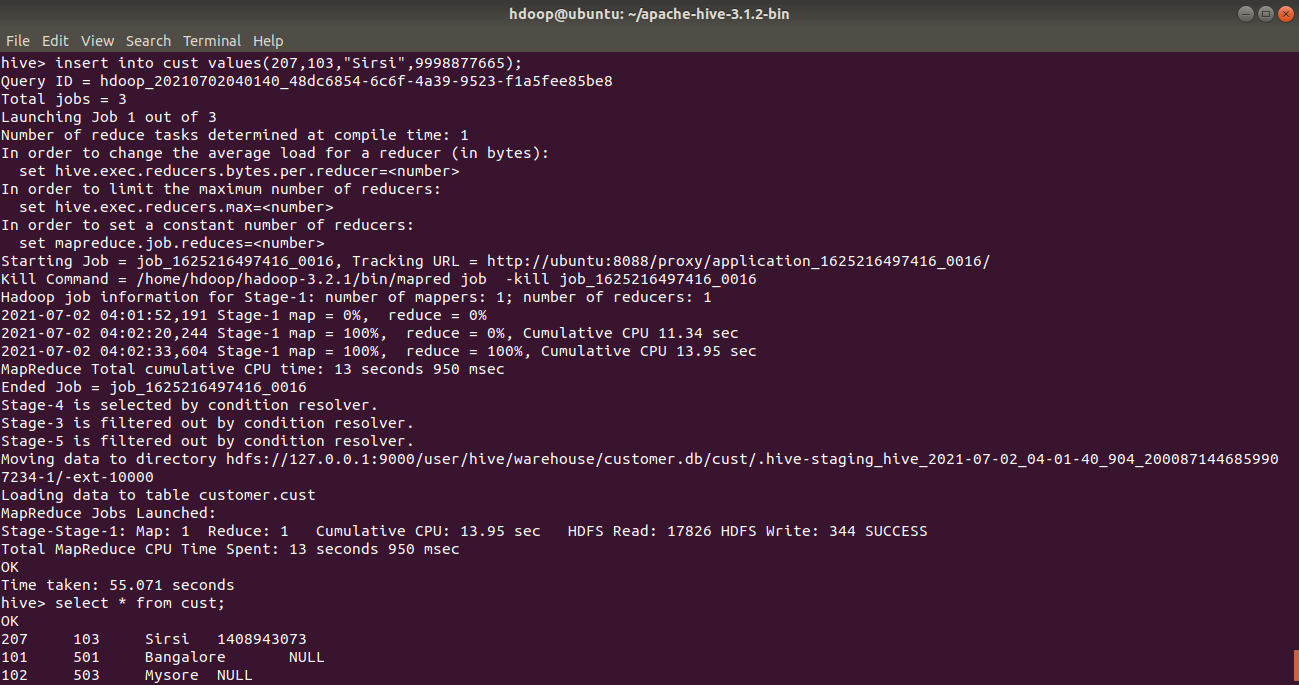 hdoop@ubuntu: ~/apache-hive-3.1.2-bin
File Edit View Search Terminal Help
hive> insert into cust values(207,103,"Sirsi",9998877665);
Query ID = hdoop_20210702040140_48dc6854-6c6f-4a39-9523-f1a5fee85be8
Total jobs = 3
Launching Job 1 out of 3
Number of reduce tasks determined at compile time: 1
In order to change the average load for a reducer (in bytes):
  set hive.exec.reducers.bytes.per.reducer=<number>
In order to limit the maximum number of reducers:
  set hive.exec.reducers.max=<number>
In order to set a constant number of reducers:
  set mapreduce.job.reduces=<number>
Starting Job = job_1625216497416_0016, Tracking URL = http://ubuntu:8088/proxy/application_1625216497416_0016/
Kill Command = /home/hdoop/hadoop-3.2.1/bin/mapred job  -kill job_1625216497416_0016
Hadoop job information for Stage-1: number of mappers: 1; number of reducers: 1
2021-07-02 04:01:52,191 Stage-1 map = 0%,  reduce = 0%
2021-07-02 04:02:20,244 Stage-1 map = 100%,  reduce = 0%, Cumulative CPU 11.34 sec
2021-07-02 04:02:33,604 Stage-1 map = 100%,  reduce = 100%, Cumulative CPU 13.95 sec
MapReduce Total cumulative CPU time: 13 seconds 950 msec
Ended Job = job_1625216497416_0016
Stage-4 is selected by condition resolver.
Stage-3 is filtered out by condition resolver.
Stage-5 is filtered out by condition resolver.
Moving data to directory hdfs://127.0.0.1:9000/user/hive/warehouse/customer.db/cust/.hive-staging_hive_2021-07-02_04-01-40_904_200087144685990
7234-1/-ext-10000
Loading data to table customer.cust
MapReduce Jobs Launched:
Stage-Stage-1: Map: 1  Reduce: 1   Cumulative CPU: 13.95 sec   HDFS Read: 17826 HDFS Write: 344 SUCCESS
Total MapReduce CPU Time Spent: 13 seconds 950 msec
OK
Time taken: 55.071 seconds
hive> select * from cust;
OK
207     103     Sirsi   1408943073
101     501     Bangalore       NULL
102     503     Mysore  NULL